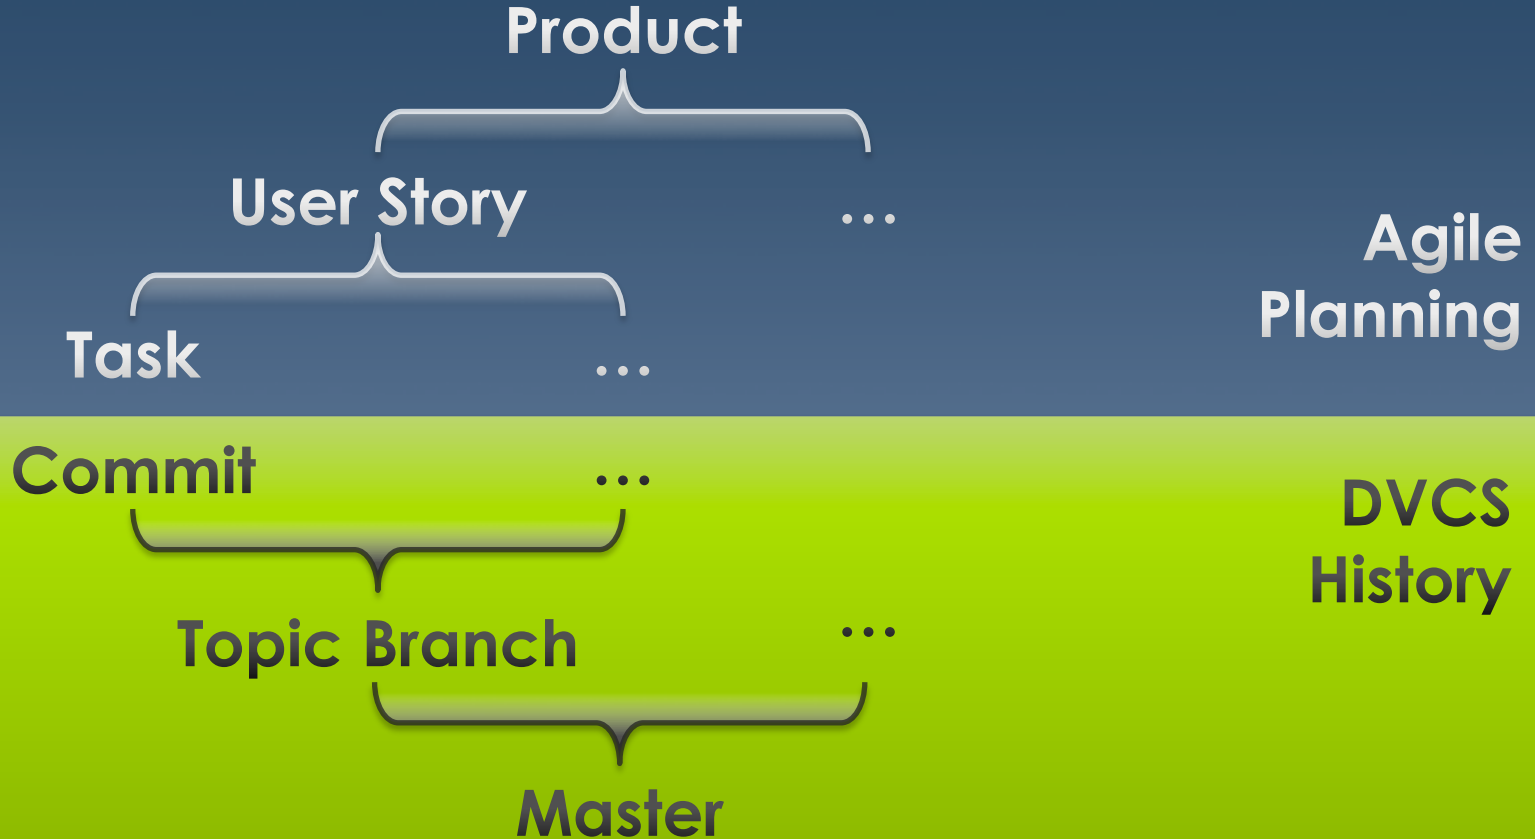 Product
User Story
...
Agile
Planning
Task
...
Commit
...
DVCS
History
Topic Branch
...
Master